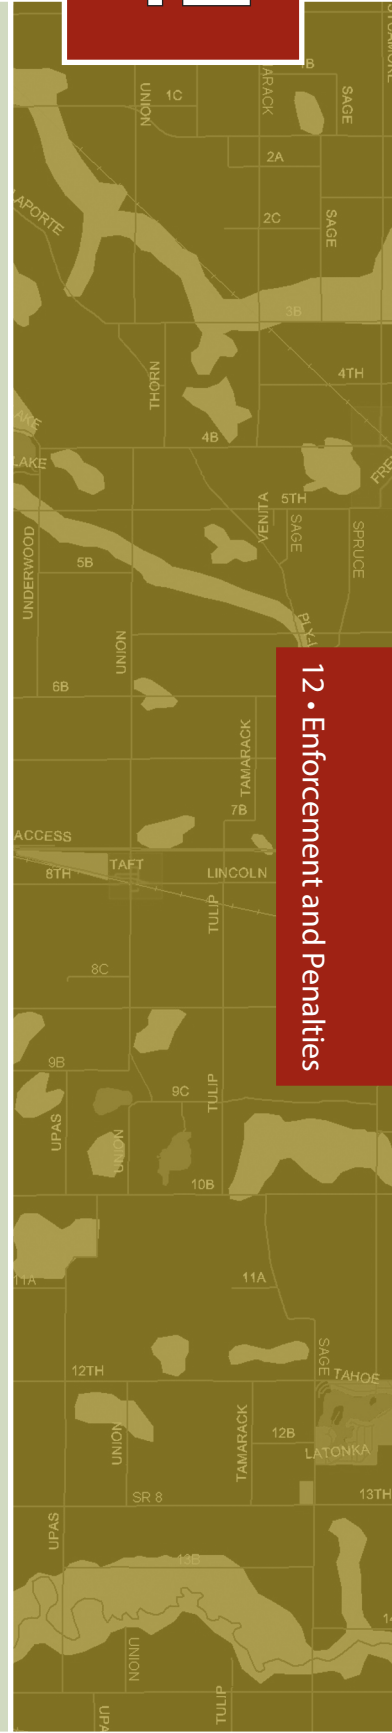 UNION
1C
SAGE
2A
2C
SAGE
3B
THORN
4TH
4B
LAKE
5TH
VENITA
SAGE
SPRUCE
UNDERWOOD
5B
UNION
6B
12 • Enforcement and Penalties
TAMARACK
7B
ACCESS
TAFT
8TH
LINCOLN
TULIP
8C
9B
9C
TULIP
UPAS
UNION
10B
11A
11A
12TH
SAGE
TAHOE
UNION
TAMARACK
12B
LATONKA
SR 8
13TH
UPAS
13B
UNION
TULIP